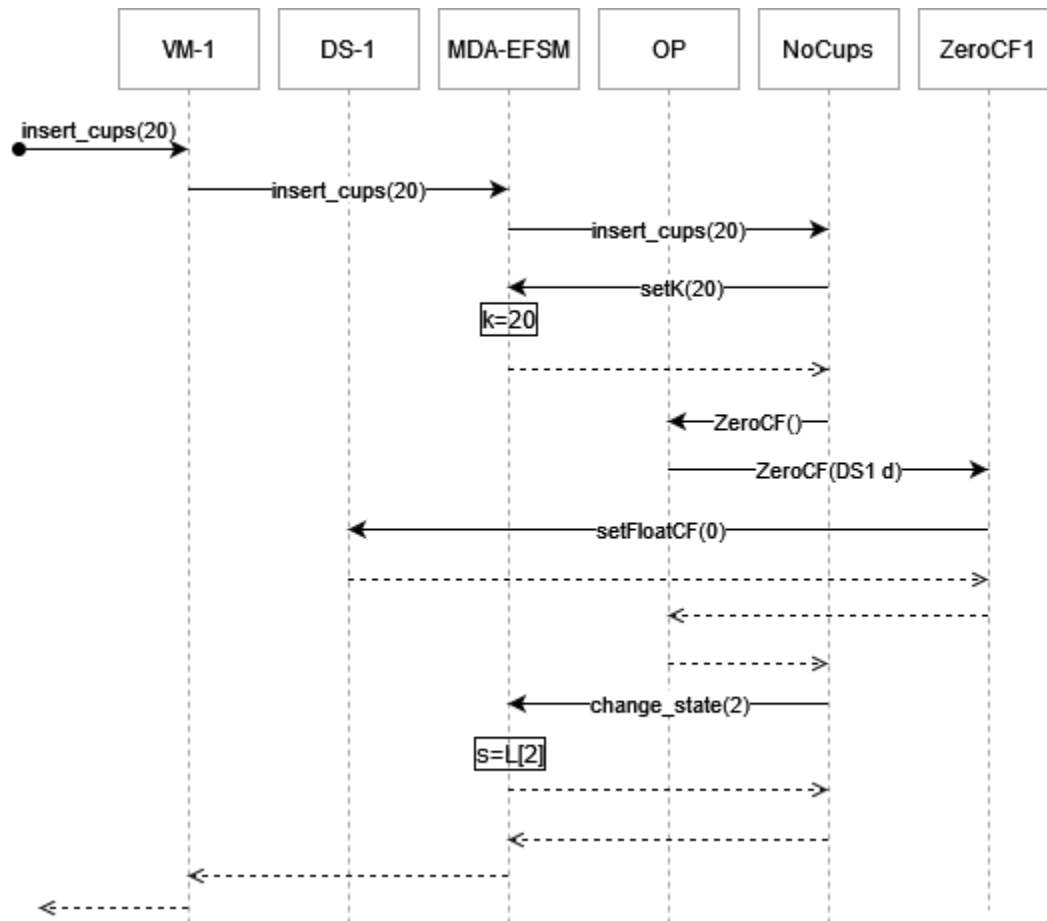 VM-1
DS-1
MDA-EFSM
OP
NoCups
ZeroCF1
insert_cups(20)
insert_cups(20)
insert_cups(20)
setK(20)
k=20
ZeroCF()
ZeroCF(DS1 d)
setFloatCF(0)
change_state(2)
s=L[2]